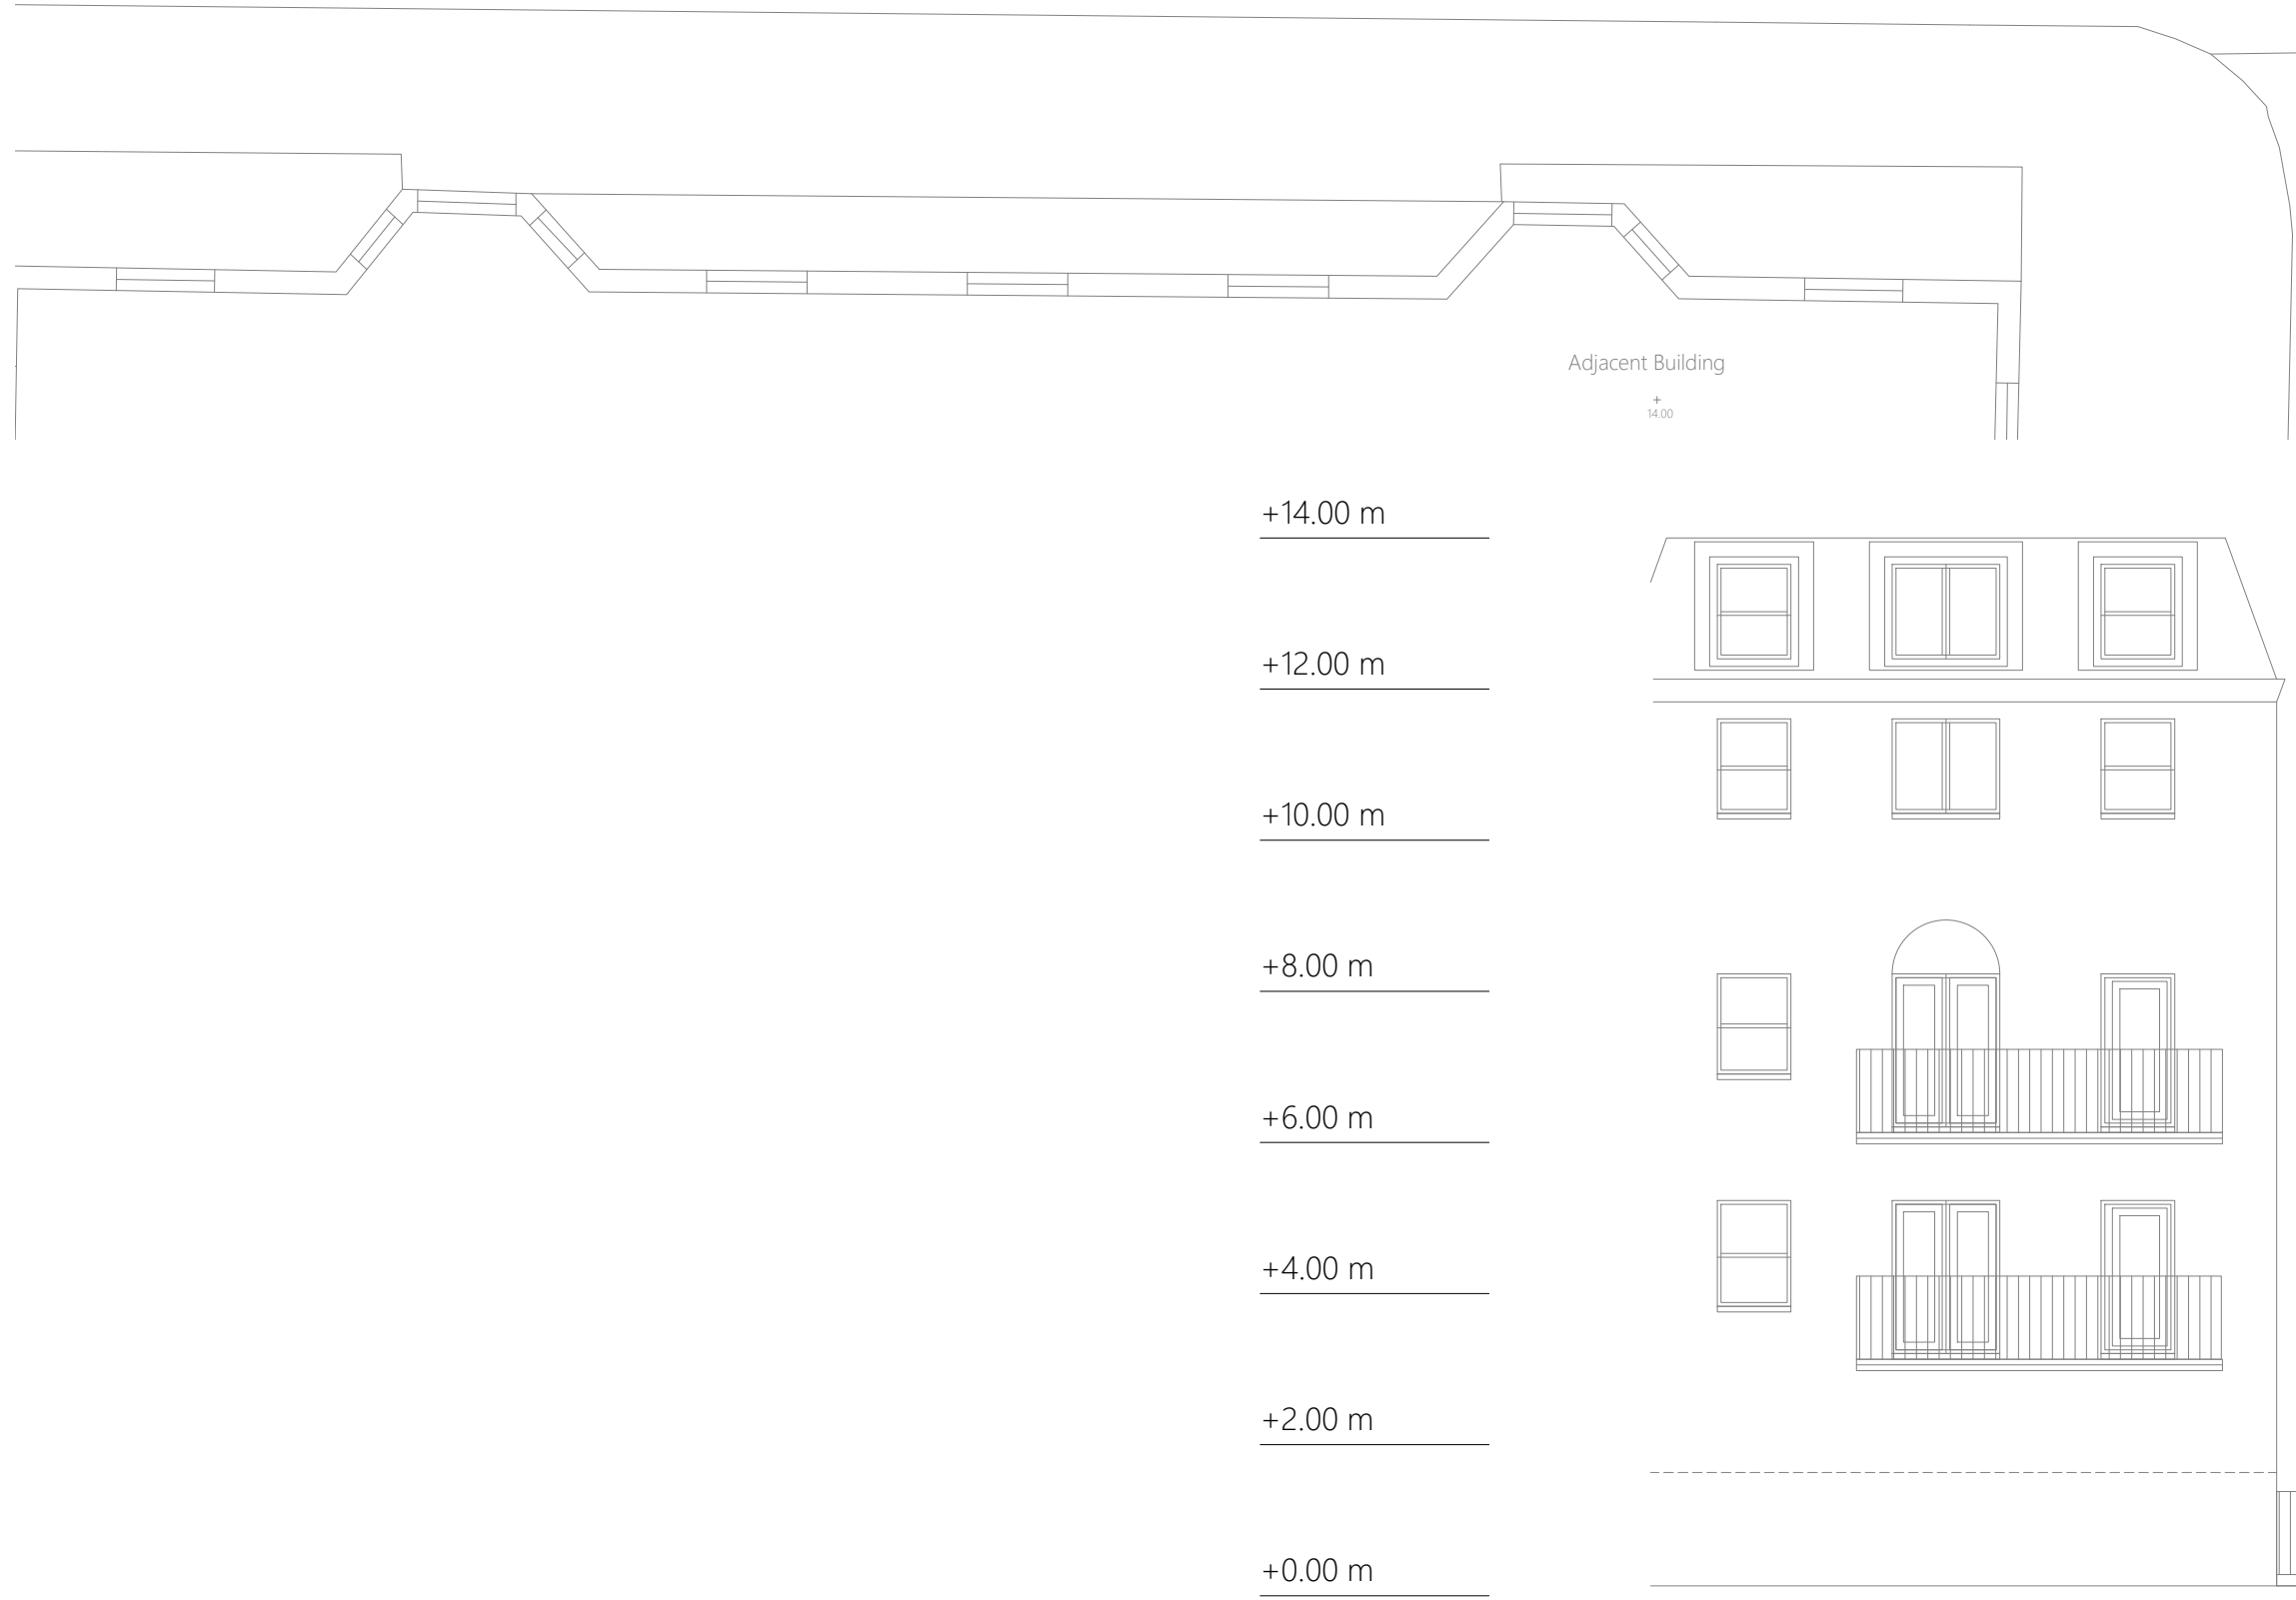 Adjacent Building
+
14.00
+14.00 m
+12.00 m
+10.00 m
+8.00 m
+6.00 m
+4.00 m
+2.00 m
+0.00 m